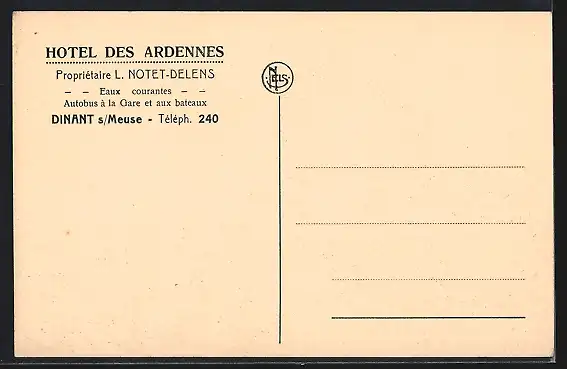 HOTEL DES ARDENNES
Propriétaire L. NOTET-DELENS
– – Eaux courantes – –
Autobus à la Gare et aux bateaux
DINANT s/Meuse - Téléph. 240
NELS